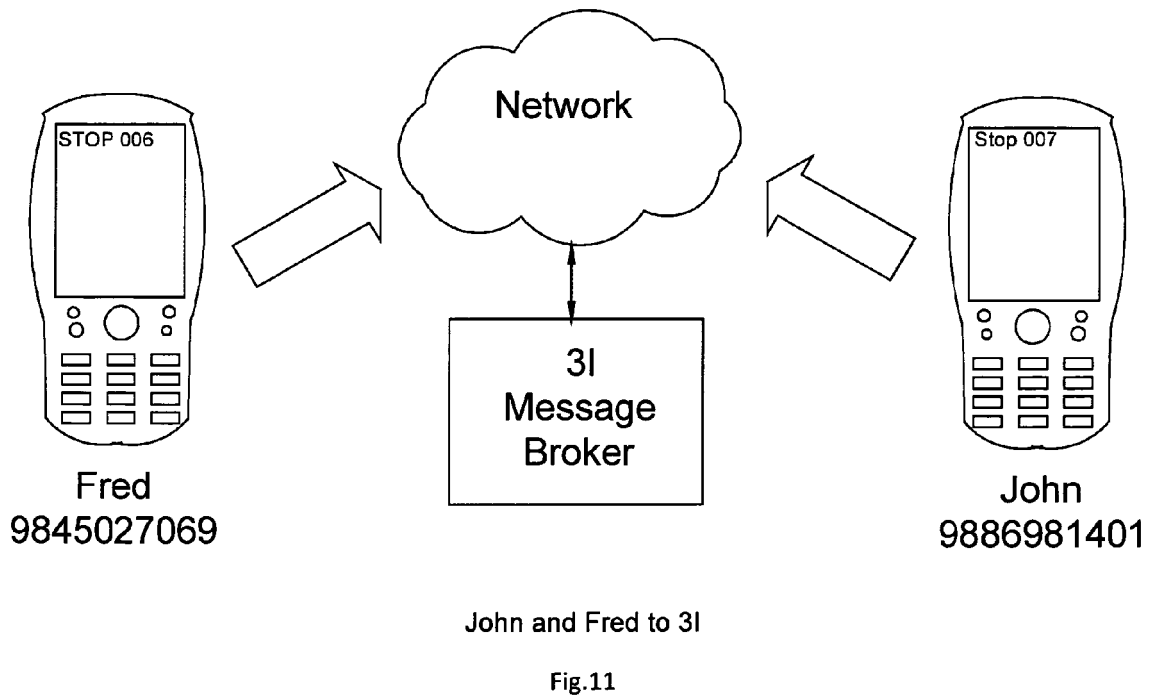 Network
STOP 006
Stop 007
3I
Message
Broker
Fred
9845027069
John
9886981401
John and Fred to 3I
Fig.11